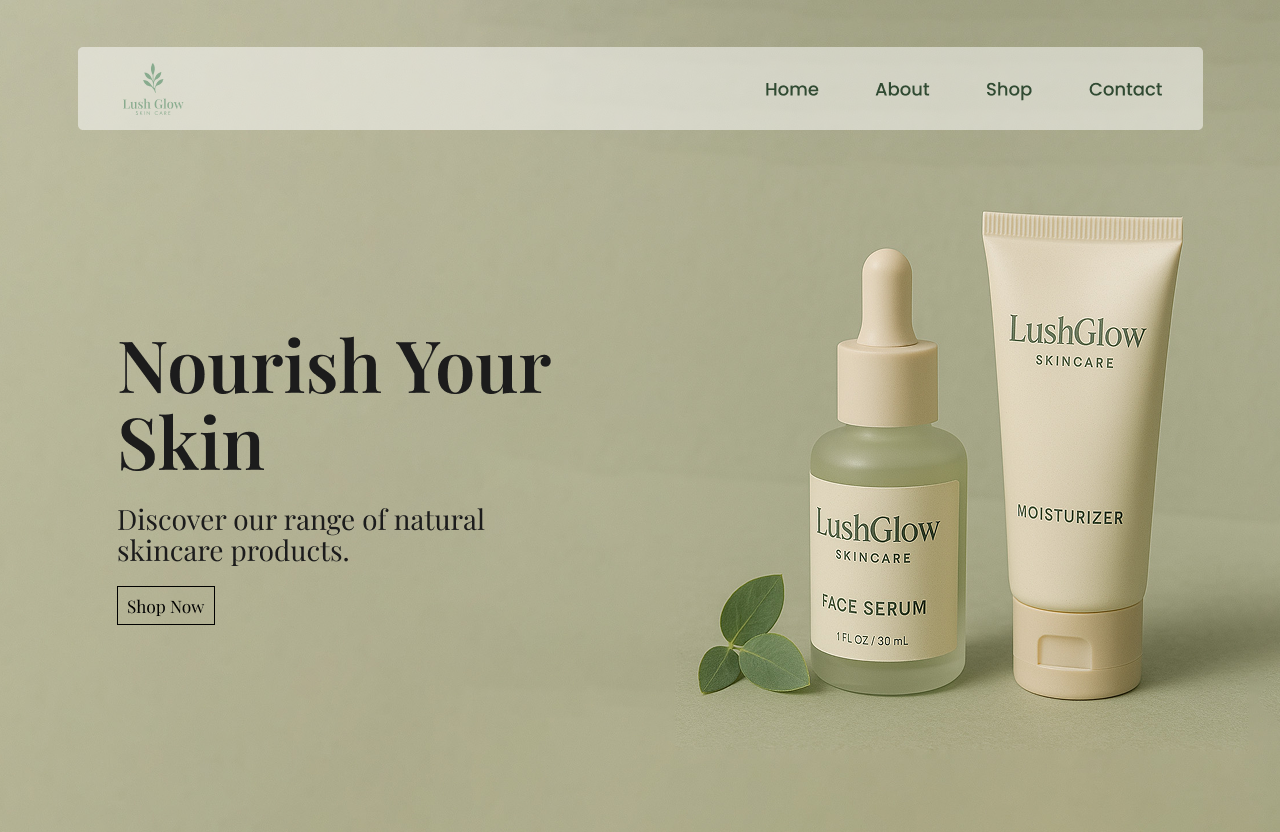 Lush Glow
SKIN CARE
Home About Shop Contact
Nourish Your
Skin
Discover our range of natural
skincare products.
Shop Now
LushGlow
SKINCARE
FACE SERUM
1 FL OZ / 30 mL
LushGlow
SKINCARE
MOISTURIZER